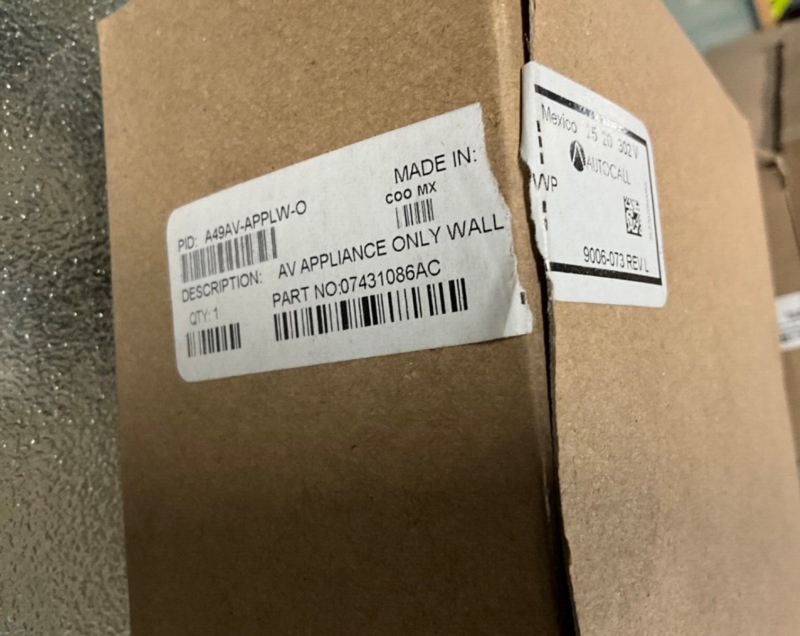 MADE IN:
COO MX
PID: A49AV-APPLW-O
DESCRIPTION: AV APPLIANCE ONLY WALL
QTY: 1
PART NO:07431086AC
Mexico 25 20 302 V
AUTOCALL
WP
9006-073 REV L